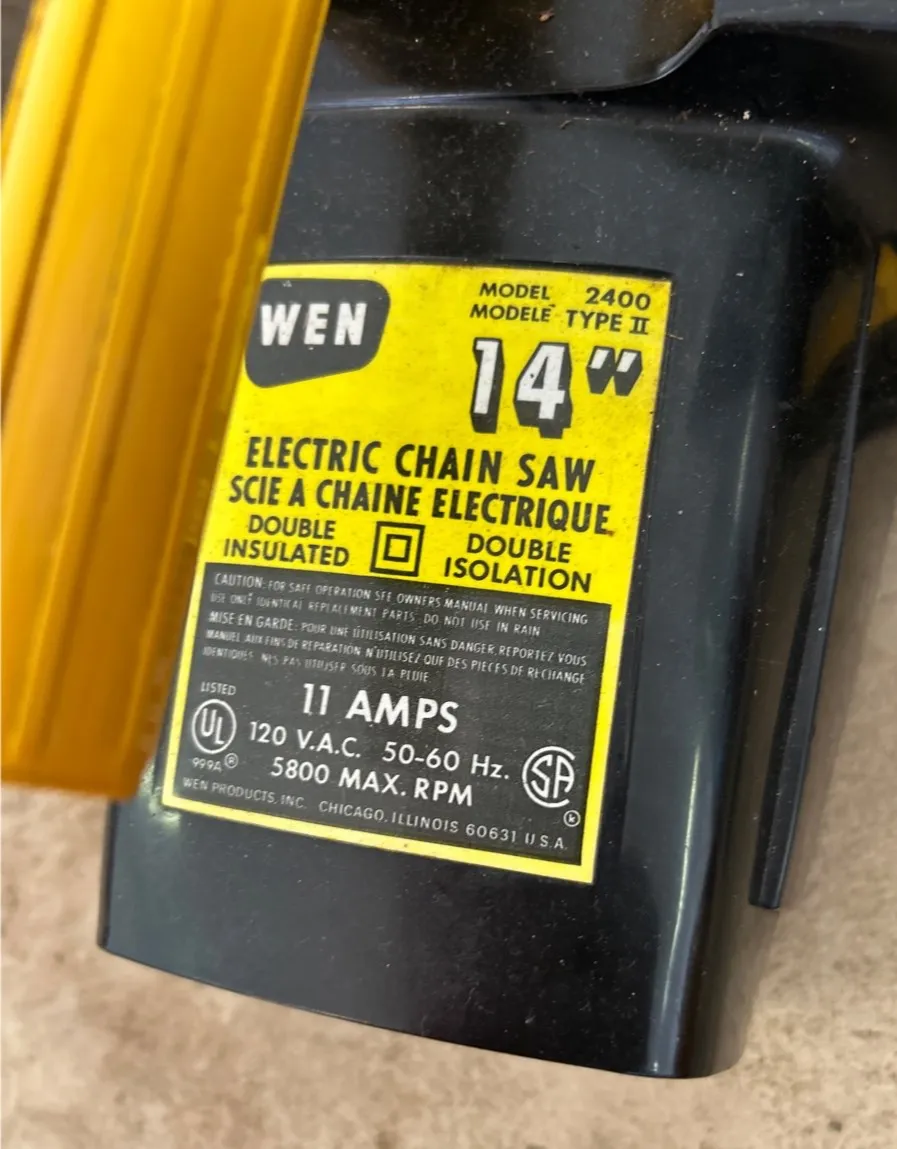 WEN
MODEL 2400
MODELE TYPE II
14"
ELECTRIC CHAIN SAW
SCIE A CHAINE ELECTRIQUE
DOUBLE INSULATED
DOUBLE ISOLATION
CAUTION: FOR SAFE OPERATION SEE OWNERS MANUAL WHEN SERVICING
USE ONLY IDENTICAL REPLACEMENT PARTS. DO NOT USE IN RAIN
MISE EN GARDE: POUR UNE UTILISATION SANS DANGER, REPORTEZ VOUS
MANUEL AUX FINS DE REPARATION N'UTILISEZ QUE DES PIECES DE RECHANGE
IDENTIQUES. PAS UTILISER SOUS LA PLUIE
11 AMPS
LISTED
UL
999A ®
120 V.A.C. 50-60 Hz.
5800 MAX. RPM
SA
WEN PRODUCTS, INC. CHICAGO, ILLINOIS 60631 U.S.A.